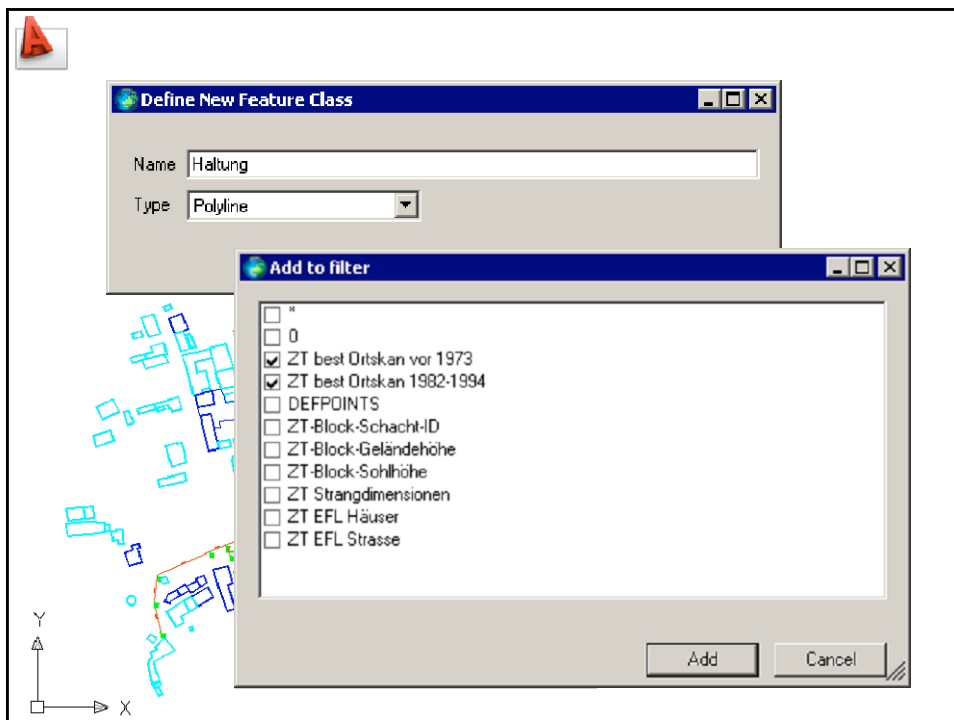 Define New Feature Class
Name Haltung
Type Polyline
Add to filter
*
0
ZT best Ortskan vor 1973
ZT best Ortskan 1982-1994
DEFPOINTS
ZT-Block-Schacht-ID
ZT-Block-Geländehöhe
ZT-Block-Sohlhöhe
ZT Strangdimensionen
ZT EFL Häuser
ZT EFL Strasse
Add Cancel
Y
X